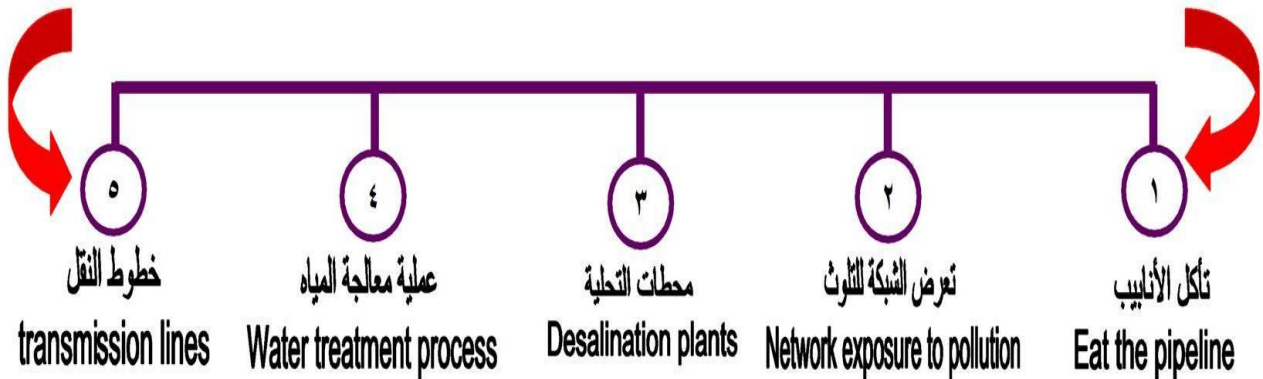 ١
تأكل الأنابيب
Eat the pipeline
٢
تعرض الشبكة للتلوث
Network exposure to pollution
٣
محطات التحلية
Desalination plants
٤
عملية معالجة المياه
Water treatment process
٥
خطوط النقل
transmission lines